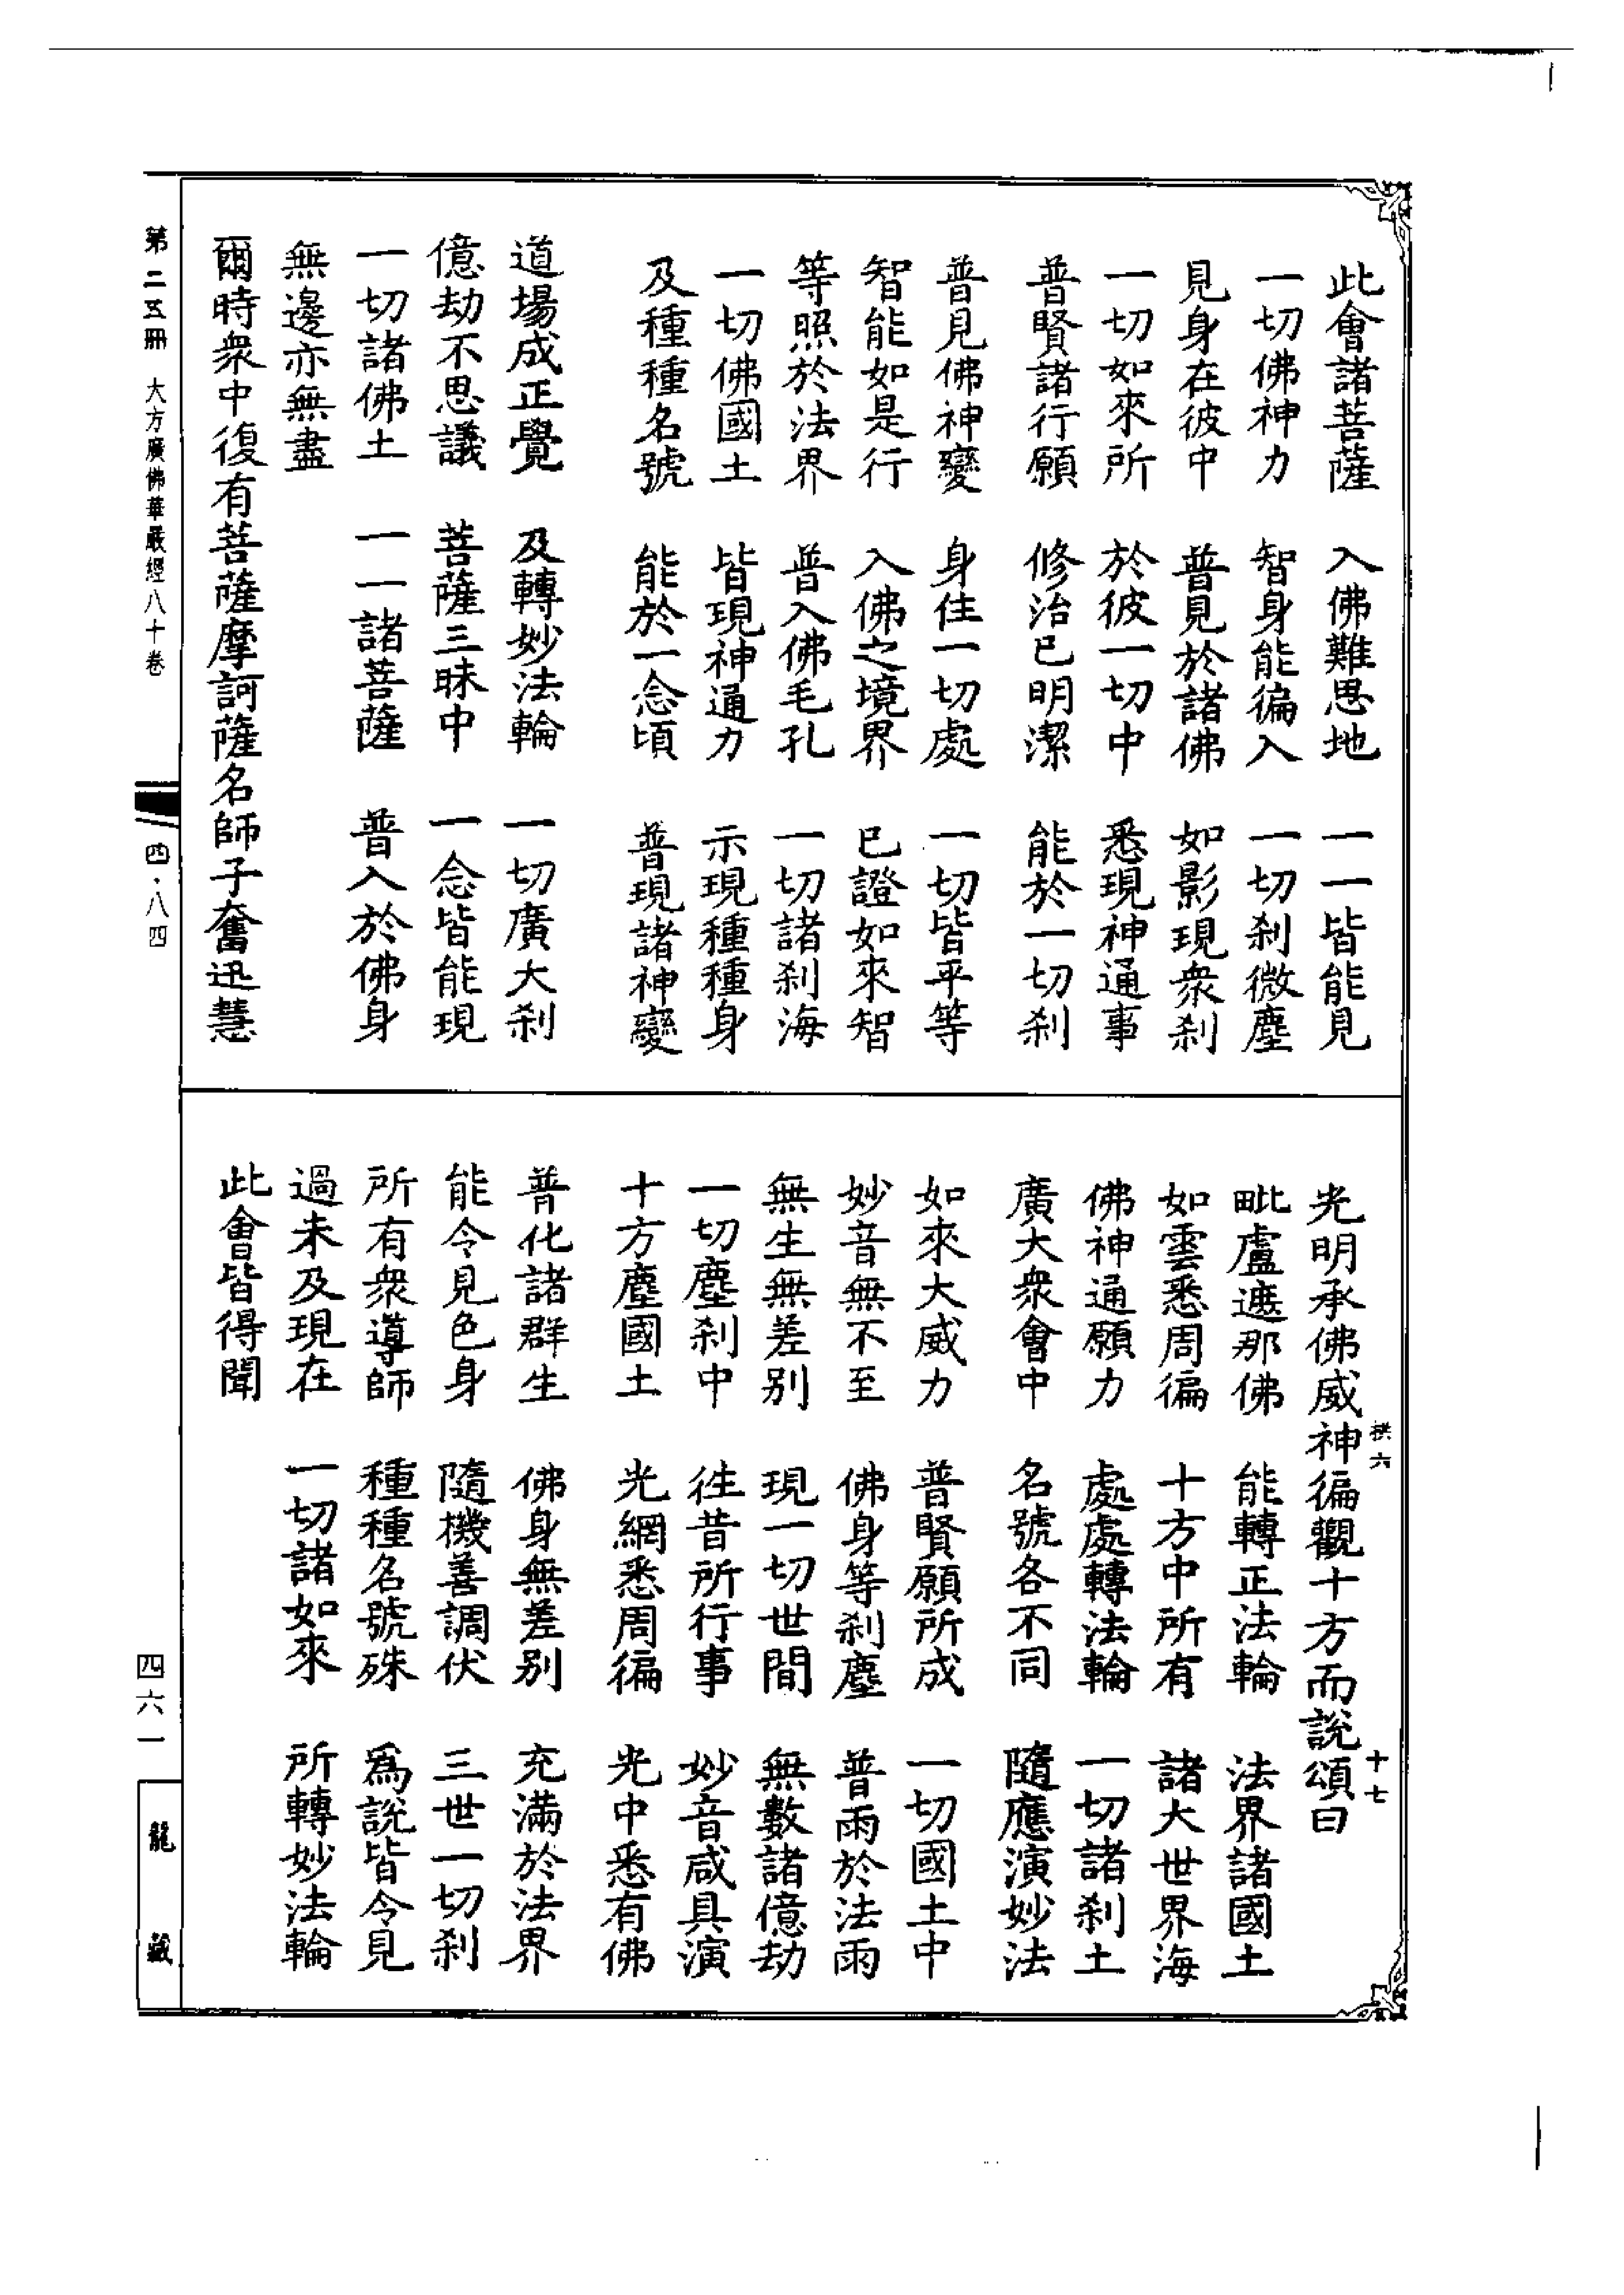 此會諸菩薩　入佛難思地　一一皆能見
一切佛神力　智身能徧入　一切剎微塵
見身在彼中　普見於諸佛　如影現衆剎
一切如來所　於彼一切中　悉現神通事
普賢諸行願　修治已明潔　能於一切剎
普見佛神變　身住一切處　一切皆平等
智能如是行　入佛之境界　已證如來智
等照於法界　普入佛毛孔　一切諸剎海
一切佛國土　皆現神通力　示現種種身
及種種名號　能於一念頃　普現諸神變
道場成正覺　及轉妙法輪　一切廣大剎
億劫不思議　菩薩三昧中　一念皆能現
一切諸佛土　一一諸菩薩　普入於佛身
無邊亦無盡
爾時衆中復有菩薩摩訶薩名師子奮迅慧
光明承佛威神徧觀十方而說頌曰
毗盧遮那佛　能轉正法輪　法界諸國土
如雲悉周徧　十方中所有　諸大世界海
佛神通願力　處處轉法輪　一切諸剎土
廣大衆會中　名號各不同　隨應演妙法
如來大威力　普賢願所成　一切國土中
妙音無不至　佛身等剎塵　普雨於法雨
無生無差別　現一切世間　無數諸億劫
一切塵剎中　往昔所行事　妙音咸具演
十方塵國土　光網悉周徧　光中悉有佛
普化諸群生　佛身無差別　充滿於法界
能令見色身　隨機善調伏　三世一切剎
所有衆導師　種種名號殊　爲說皆令見
過未及現在　一切諸如來　所轉妙法輪
此會皆得聞
拱六
十七
第二五冊　大方廣佛華嚴經八十卷
四·八四
四六一
龍藏